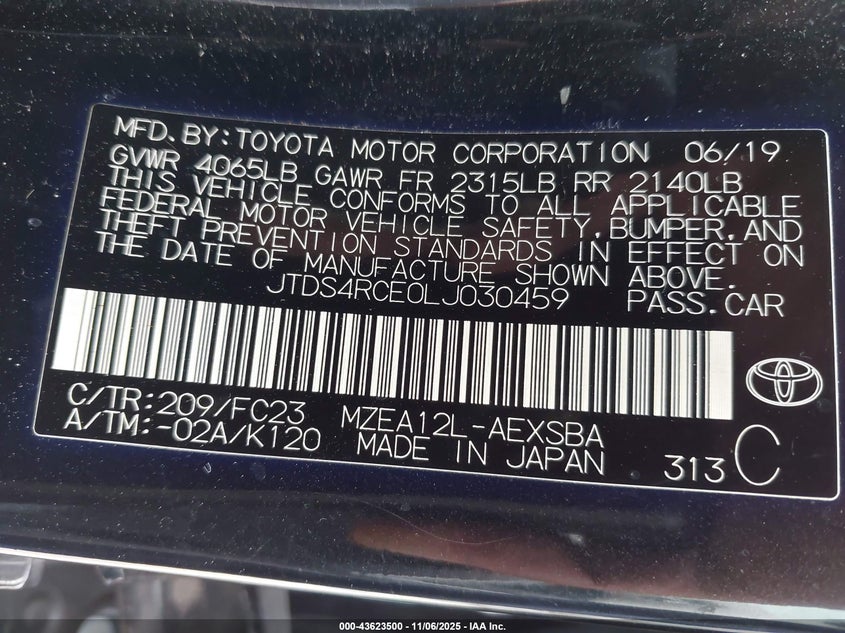 MFD.BY:TOYOTA MOTOR CORPORATION 06/19
GVWR 4065LB GAWR FR 2315LB RR 2140LB
THIS VEHICLE CONFORMS TO ALL APPLICABLE
FEDERAL MOTOR VEHICLE SAFETY,BUMPER,AND
THEFT PREVENTION STANDARDS IN EFFECT ON
THE DATE OF MANUFACTURE SHOWN ABOVE.
JTDS4RCE0LJ030459 PASS.CAR
C/TR:209/FC23 MZEA12L-AEXSBA
A/TM:-02A/K120 MADE IN JAPAN 313 C
000-43623500 - 11/06/2025 - IAA Inc.